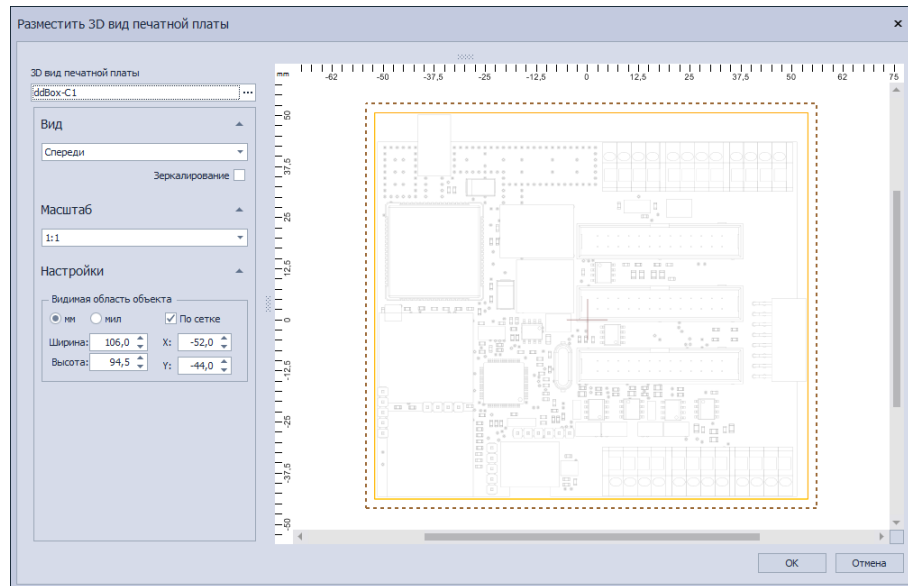 Разместить 3D вид печатной платы
3D вид печатной платы
ddBox-C1
...
Вид
Спереди
Зеркалирование
Масштаб
1:1
Настройки
Видимая область объекта
мм
мил
По сетке
Ширина: 106,0 X: -52,0
Высота: 94,5 Y: -44,0
mm -62 -50 -37,5 -25 -12,5 0 12,5 25 37,5 50 62 75
50
37,5
25
12,5
0
-12,5
-25
-37,5
-50
OK Отмена